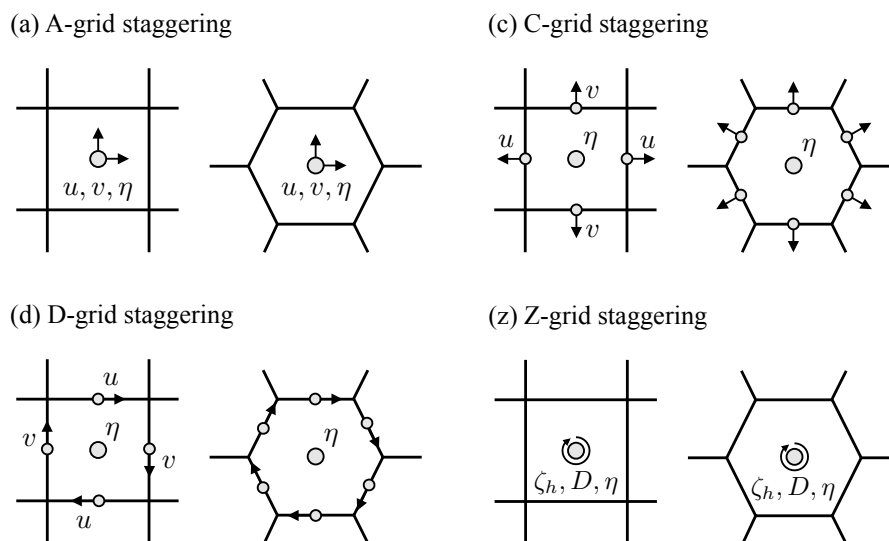 (a) A-grid staggering
u, v, η
u, v, η
(c) C-grid staggering
v
u
η
u
v
η
(d) D-grid staggering
u
v
η
v
u
η
(z) Z-grid staggering
ζ_h, D, η
ζ_h, D, η